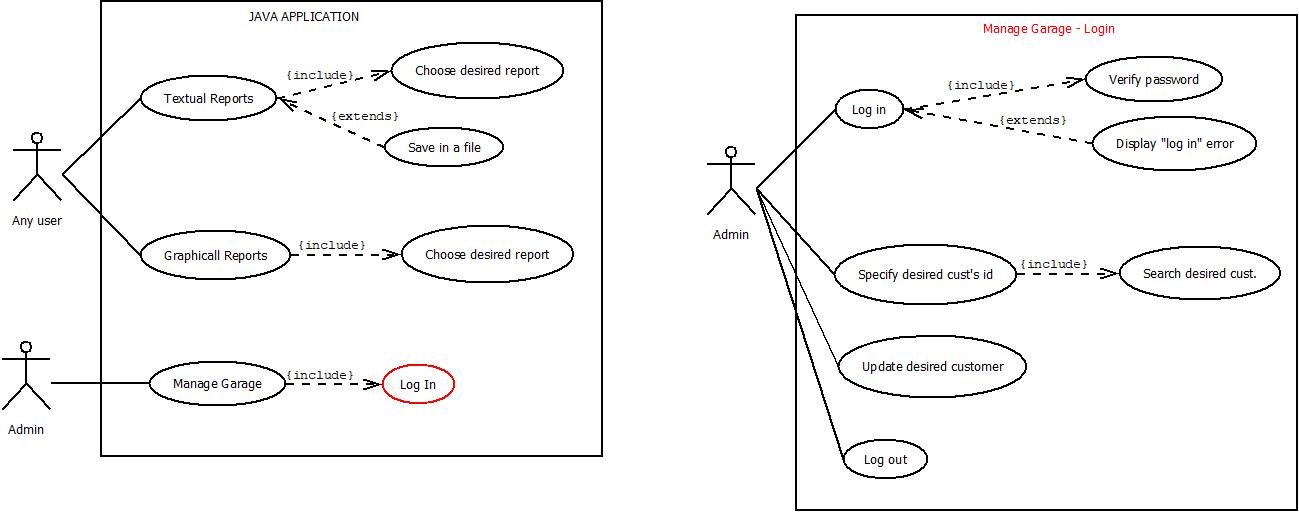 JAVA APPLICATION
{include}
Choose desired report
Textual Reports
{extends}
Save in a file
Any user
Graphicall Reports
{include}
Choose desired report
Manage Garage
{include}
Log In
Admin
Manage Garage - Login
{include}
Verify password
Log in
{extends}
Display "log in" error
Admin
Specify desired cust's id
{include}
Search desired cust.
Update desired customer
Log out